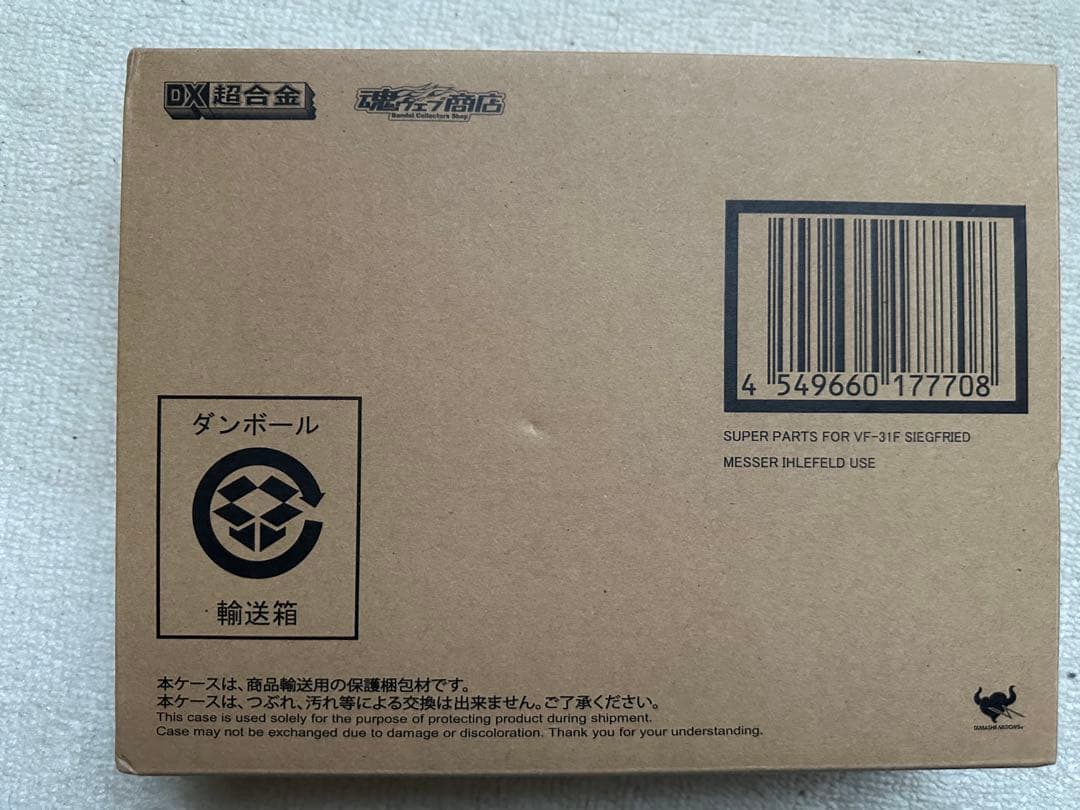 DX超合金
魂ウェブ商店
Bandai Collectors Shop
4 549660 177708
SUPER PARTS FOR VF-31F SIEGFRIED
MESSER IHLEFELD USE
ダンボール
輸送箱
本ケースは、商品輸送用の保護梱包材です。
本ケースは、つぶれ、汚れ等による交換は出来ません。ご了承ください。
This case is used solely for the purpose of protecting product during shipment.
Case may not be exchanged due to damage or discoloration. Thank you for your understanding.
TAMASHII NATIONS